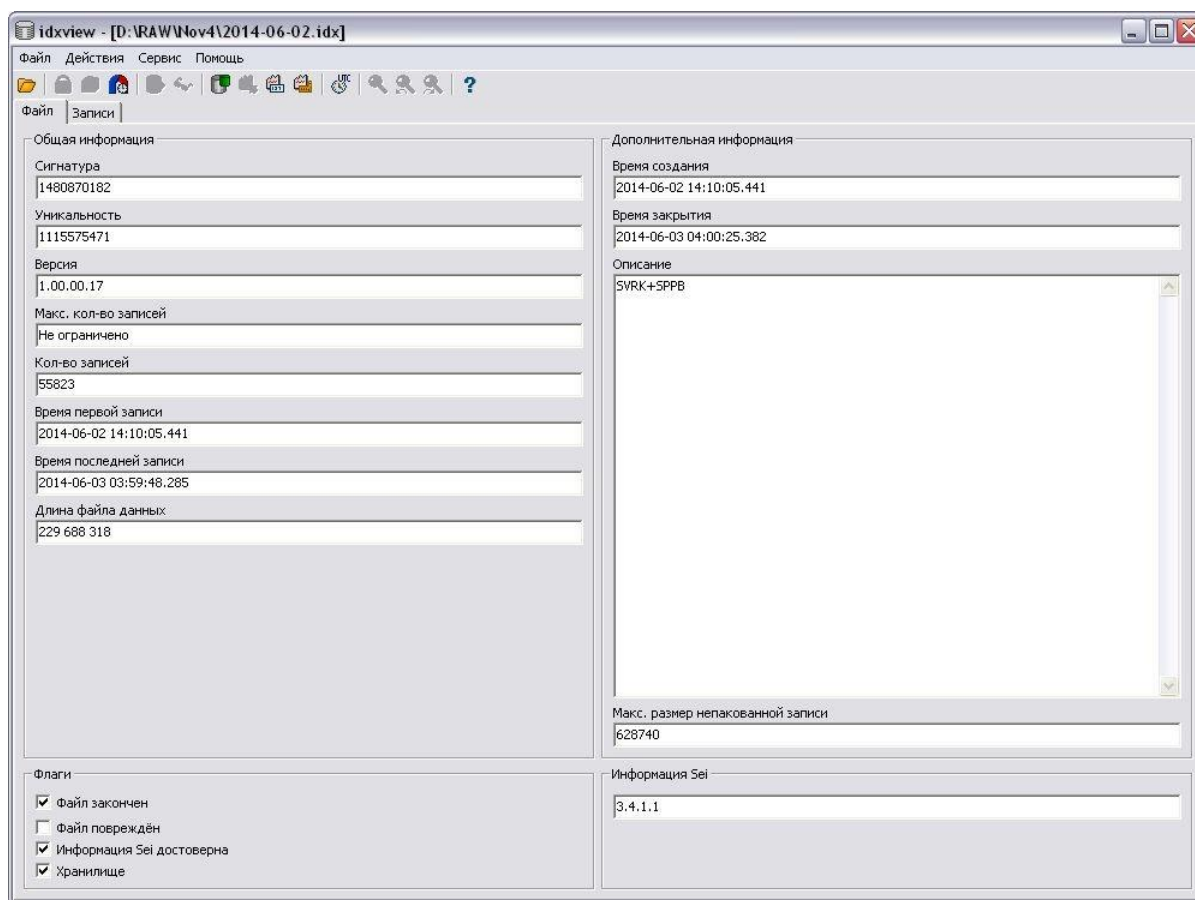 idxview - [D:\RAW\Nov4\2014-06-02.idx]
Файл Действия Сервис Помощь
UTC ?
Файл Записи
Общая информация
Сигнатура
1480870182
Уникальность
1115575471
Версия
1.00.00.17
Макс. кол-во записей
Не ограничено
Кол-во записей
55823
Время первой записи
2014-06-02 14:10:05.441
Время последней записи
2014-06-03 03:59:48.285
Длина файла данных
229 688 318
Дополнительная информация
Время создания
2014-06-02 14:10:05.441
Время закрытия
2014-06-03 04:00:25.382
Описание
SVRK+SPPB
Макс. размер непакованной записи
628740
Флаги
Файл закончен
Файл повреждён
Информация Sei достоверна
Хранилище
Информация Sei
3.4.1.1